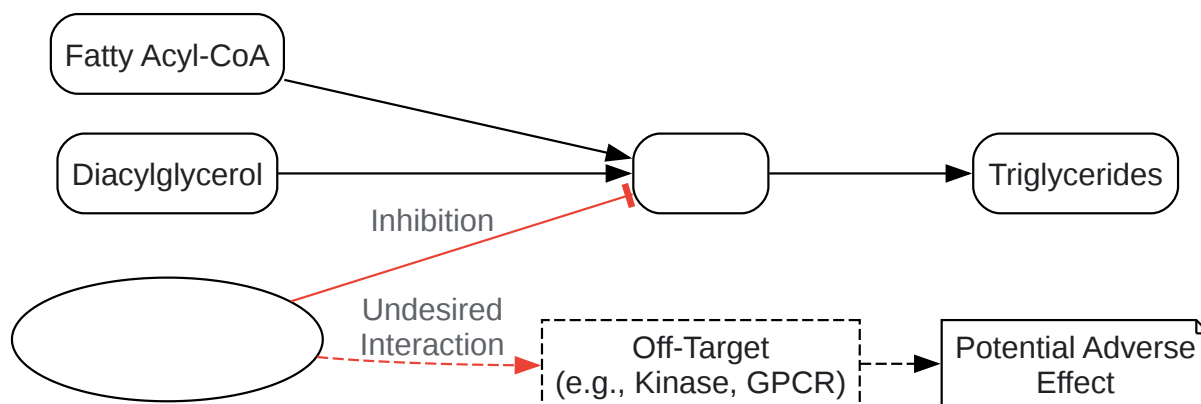 Fatty Acyl-CoA
Diacylglycerol
Triglycerides
Inhibition
Undesired
Interaction
Off-Target
(e.g., Kinase, GPCR)
Potential Adverse
Effect